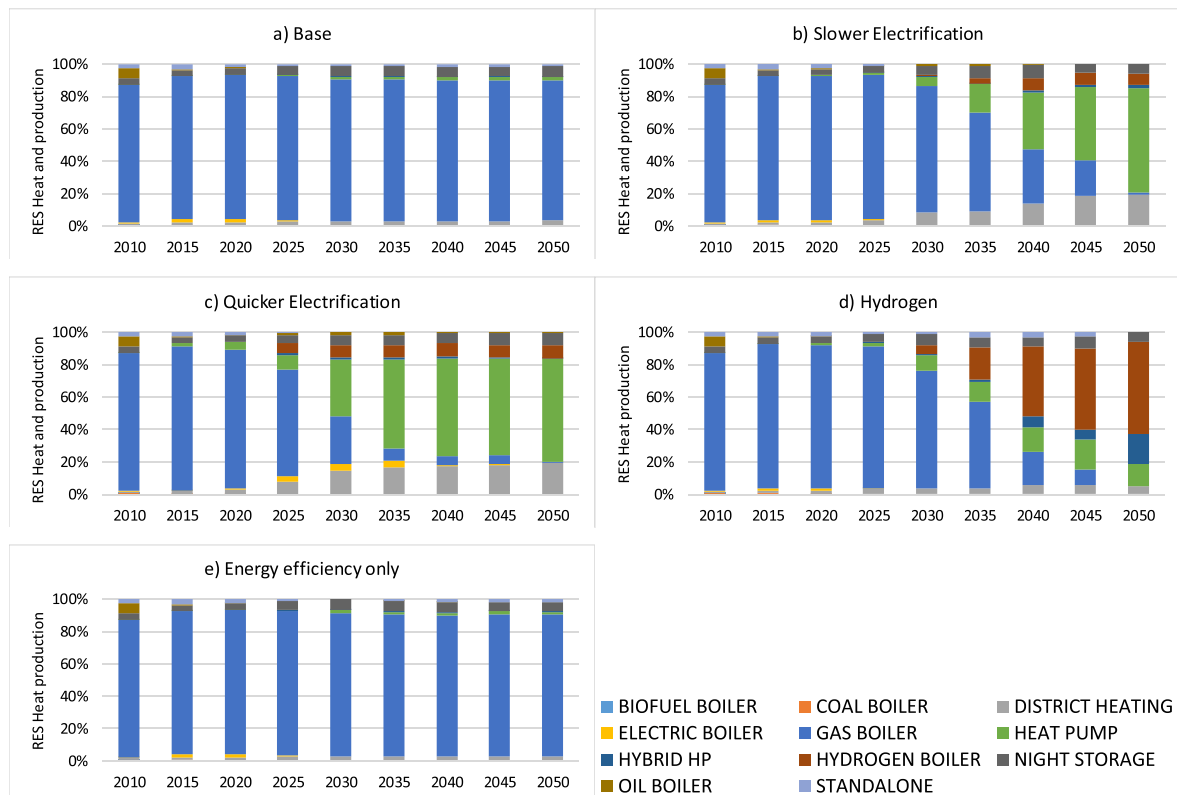 a) Base
RES Heat and production
100%
80%
60%
40%
20%
0%
2010 2015 2020 2025 2030 2035 2040 2045 2050
b) Slower Electrification
RES Heat and production
100%
80%
60%
40%
20%
0%
2010 2015 2020 2025 2030 2035 2040 2045 2050
c) Quicker Electrification
RES Heat and production
100%
80%
60%
40%
20%
0%
2010 2015 2020 2025 2030 2035 2040 2045 2050
d) Hydrogen
RES Heat production
100%
80%
60%
40%
20%
0%
2010 2015 2020 2025 2030 2035 2040 2045 2050
e) Energy efficiency only
RES Heat production
100%
80%
60%
40%
20%
0%
2010 2015 2020 2025 2030 2035 2040 2045 2050
BIOFUEL BOILER COAL BOILER DISTRICT HEATING
ELECTRIC BOILER GAS BOILER HEAT PUMP
HYBRID HP HYDROGEN BOILER NIGHT STORAGE
OIL BOILER STANDALONE